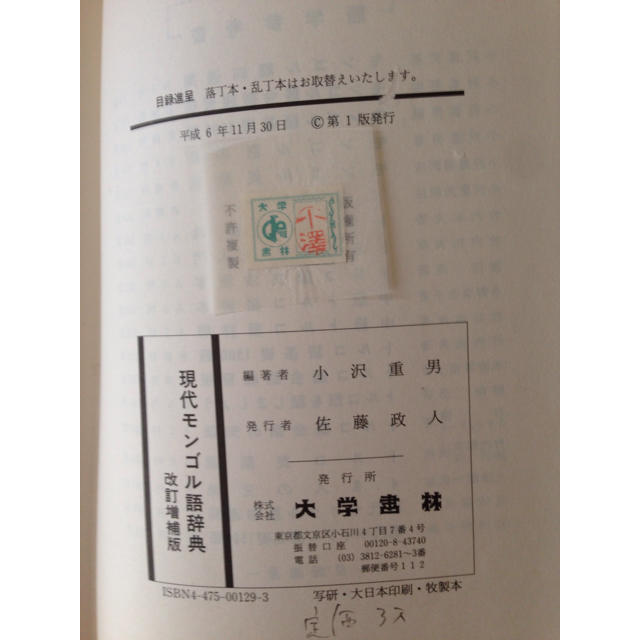 目録進呈 落丁本・乱丁本はお取替えいたします。
平成 6 年11月30日 ©第 1 版発行
版権所有
不許複製
大学
書林
小澤
現代モンゴル語辞典
改訂増補版
編著者 小沢重男
発行者 佐藤政人
発行所
株式会社 大学書林
東京都文京区小石川4丁目7番4号
振替口座 00120-8-43740
電話 (03) 3812-6281〜3番
郵便番号112
ISBN4-475-00129-3
写研・大日本印刷・牧製本